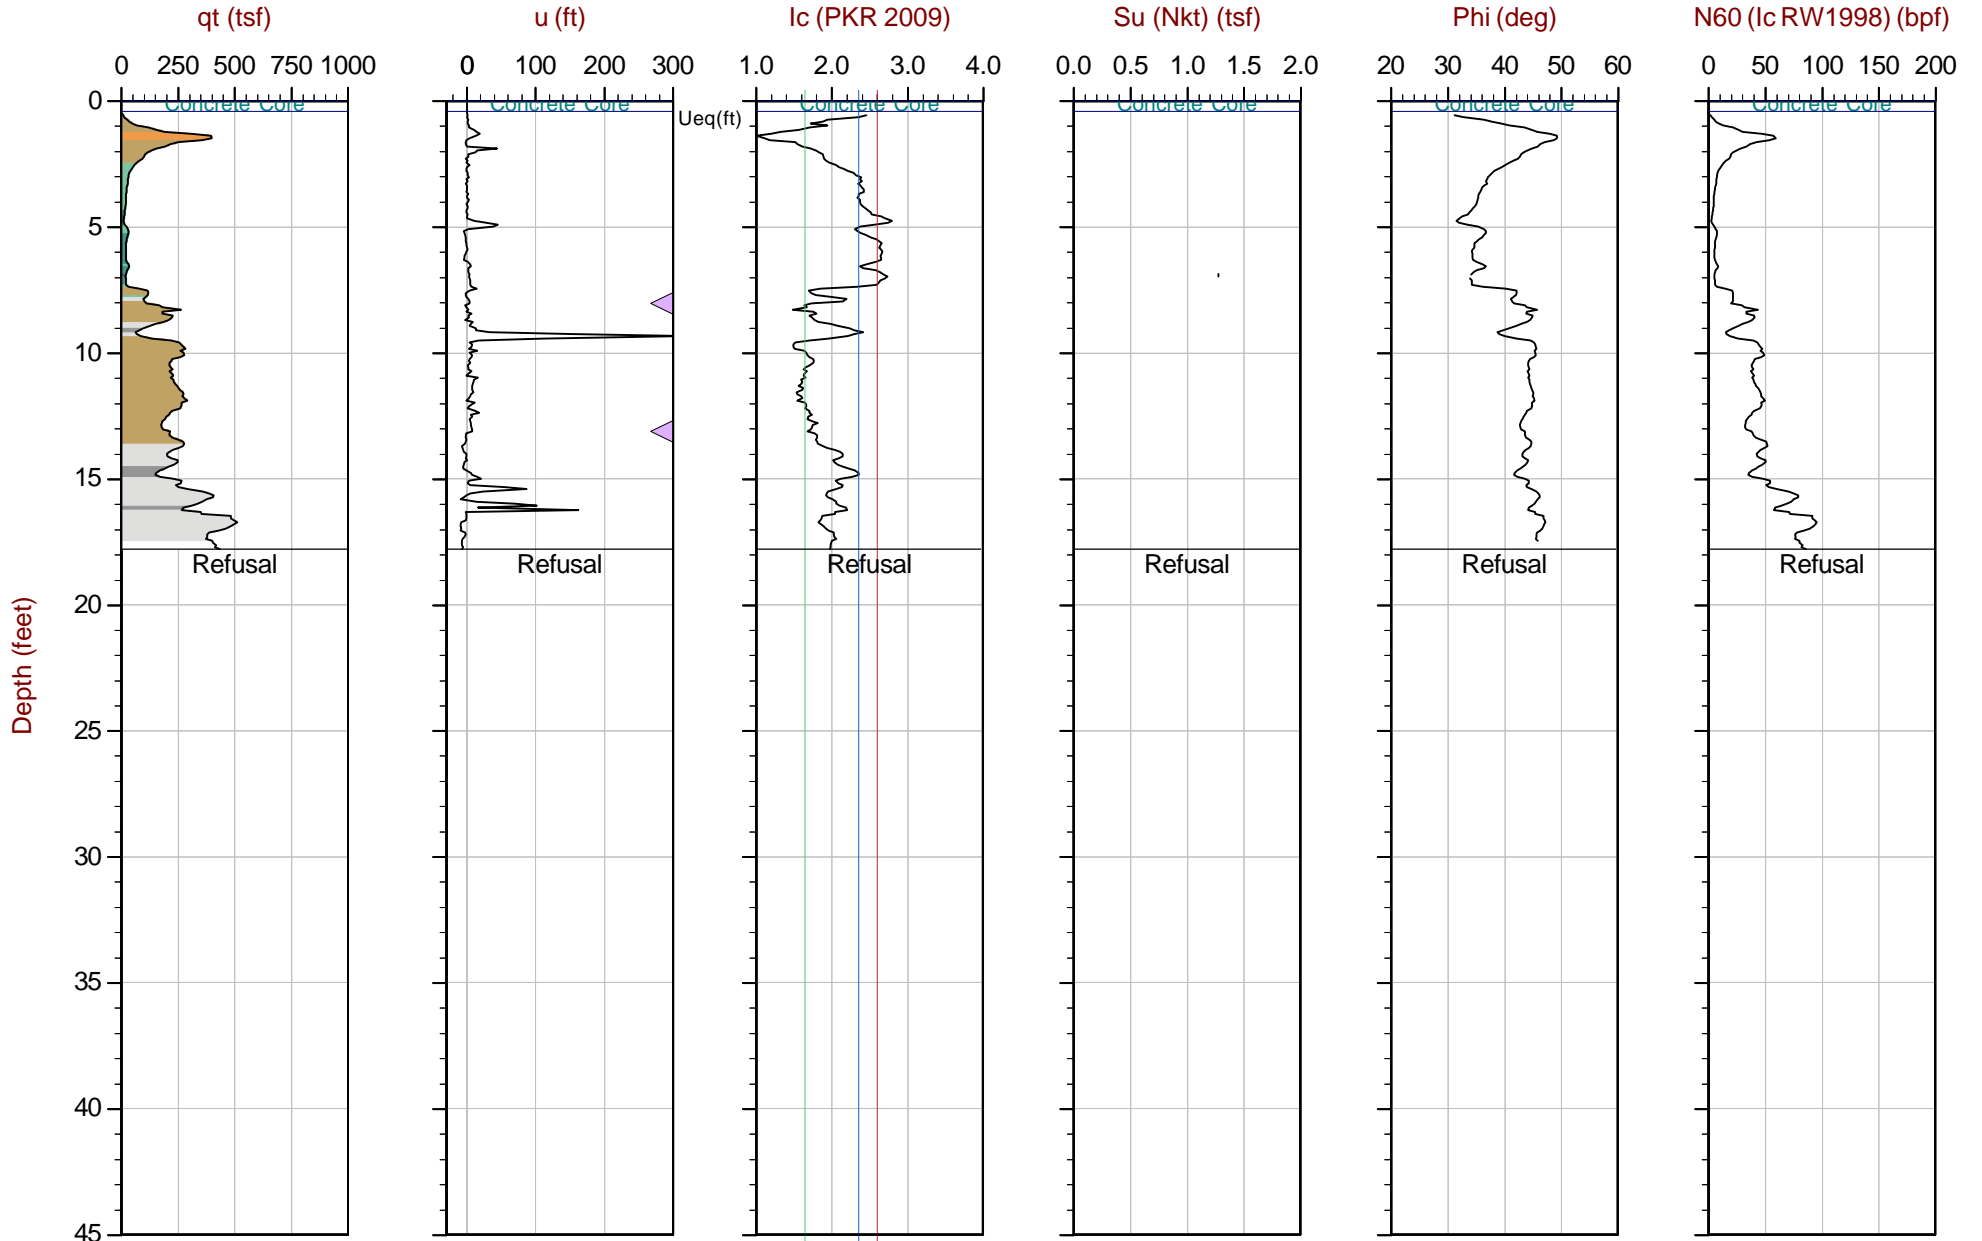 qt (tsf)
u (ft)
Ic (PKR 2009)
Su (Nkt) (tsf)
Phi (deg)
N60 (Ic RW1998) (bpf)
0 250 500 750 1000
0 100 200 300
1.0 2.0 3.0 4.0
0.0 0.5 1.0 1.5 2.0
20 30 40 50 60
0 50 100 150 200
Concrete Core
Concrete Core
Concrete Core
Concrete Core
Concrete Core
Concrete Core
Ueq(ft)
0
5
10
15
20
25
30
35
40
45
Refusal
Refusal
Refusal
Refusal
Refusal
Refusal
Depth (feet)